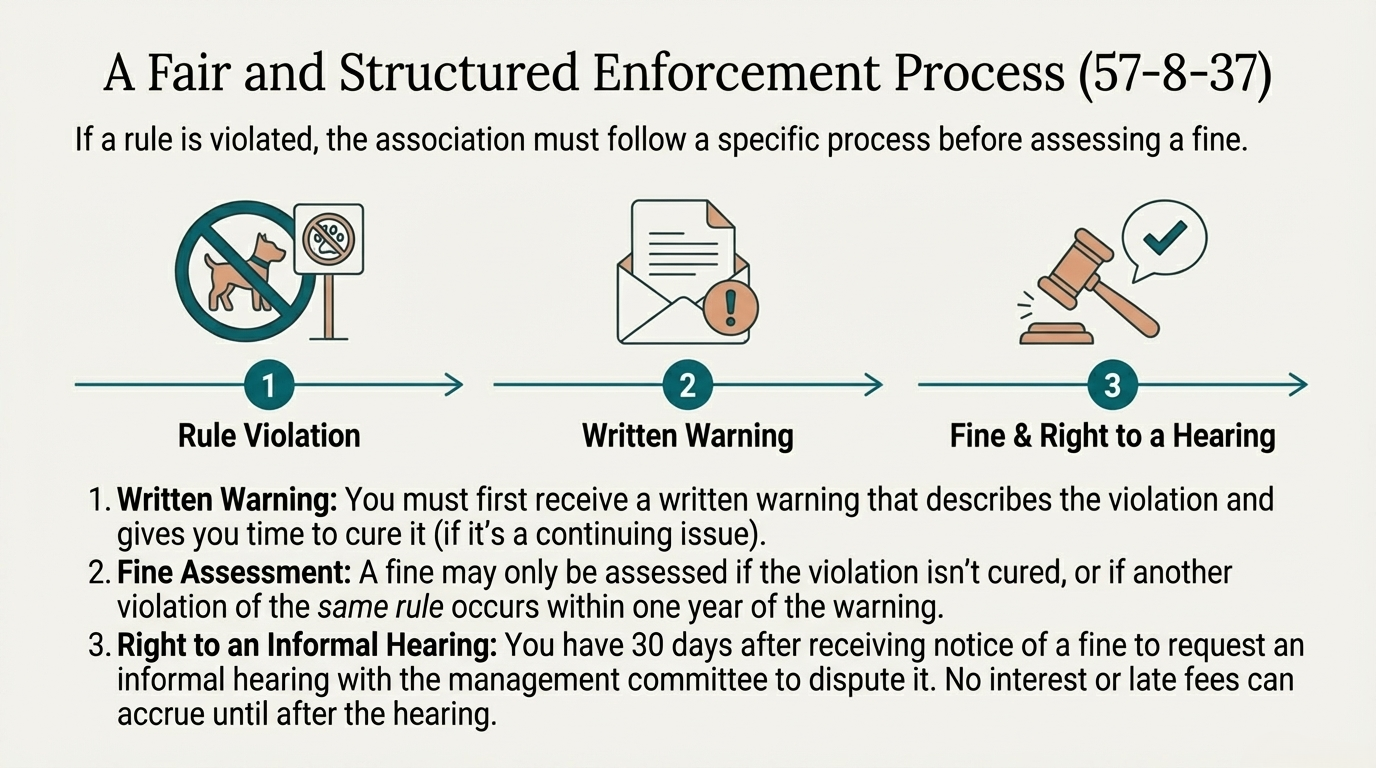 A Fair and Structured Enforcement Process (57-8-37)
If a rule is violated, the association must follow a specific process before assessing a fine.
1
2
3
Rule Violation
Written Warning
Fine & Right to a Hearing
1. Written Warning: You must first receive a written warning that describes the violation and
gives you time to cure it (if it's a continuing issue).
2. Fine Assessment: A fine may only be assessed if the violation isn't cured, or if another
violation of the same rule occurs within one year of the warning.
3. Right to an Informal Hearing: You have 30 days after receiving notice of a fine to request an
informal hearing with the management committee to dispute it. No interest or late fees can
accrue until after the hearing.